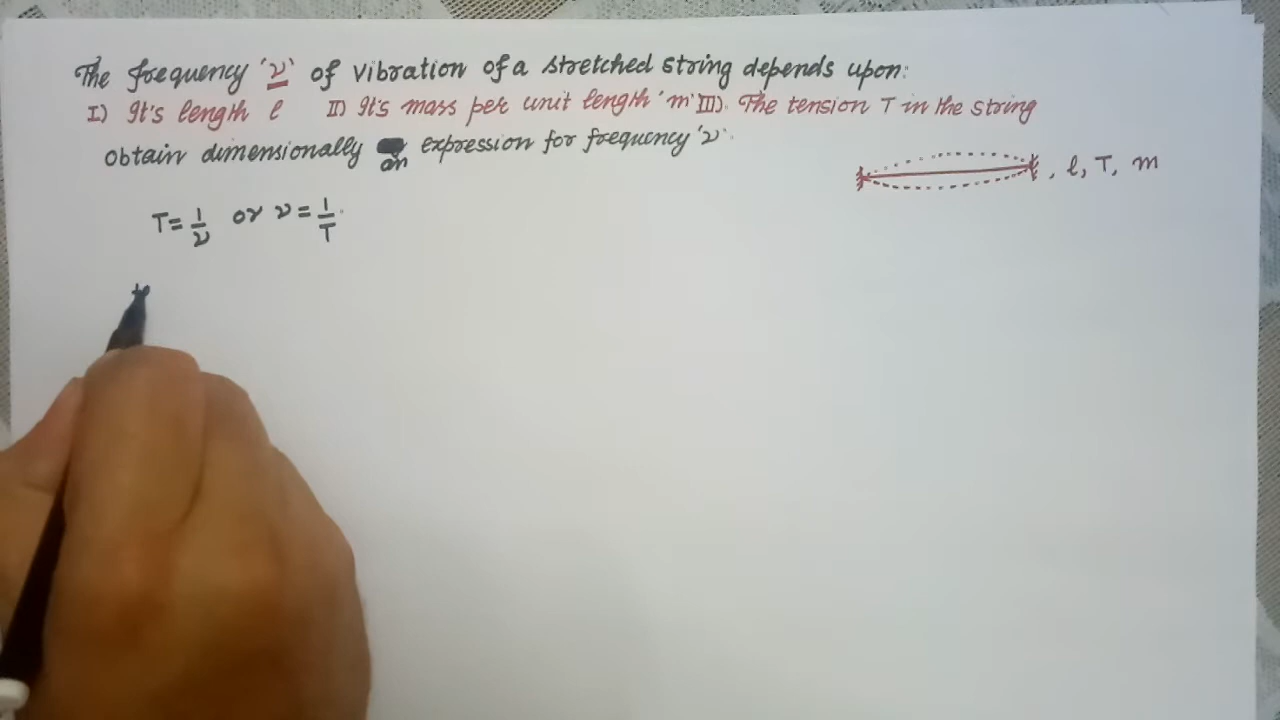 The frequency 'ν' of vibration of a stretched string depends upon:
I) It's length l II) It's mass per unit length 'm' III). The tension T in the string
obtain dimensionally an expression for frequency 'ν'.
, l, T, m
T = 1/ν or ν = 1/T.